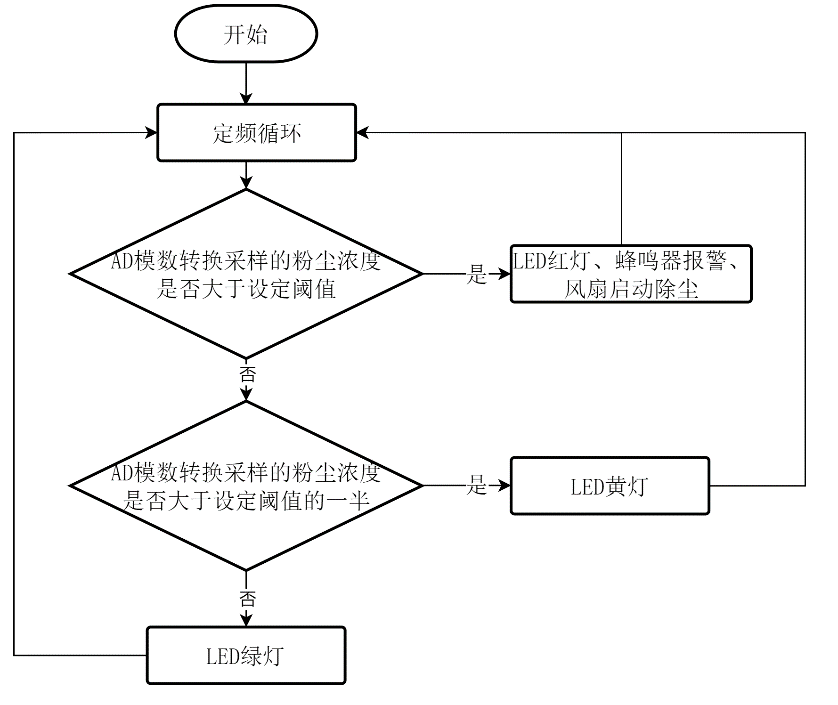 开始
定频循环
AD模数转换采样的粉尘浓度
是否大于设定阈值
是
LED红灯、蜂鸣器报警、
风扇启动除尘
否
AD模数转换采样的粉尘浓度
是否大于设定阈值的一半
是
LED黄灯
否
LED绿灯